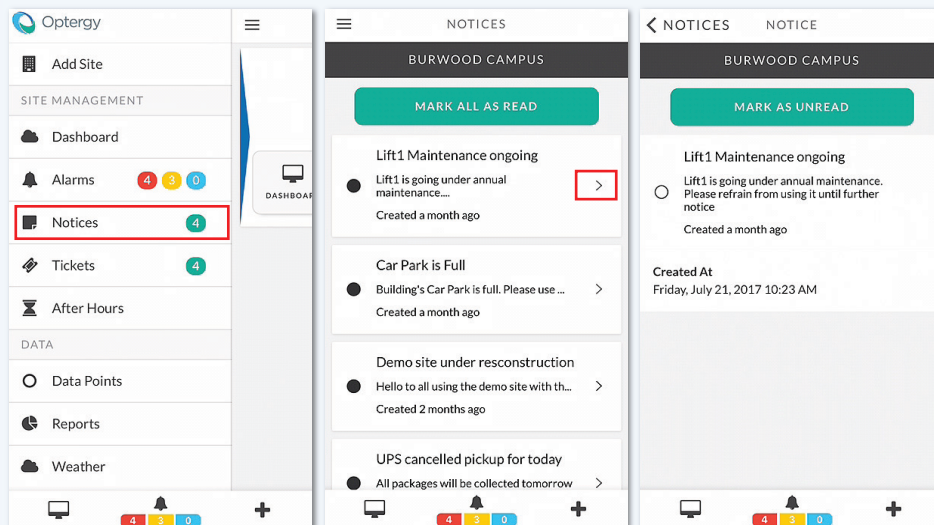 Optergy
Add Site
SITE MANAGEMENT
Dashboard
Alarms 4 3 0
Notices 4
Tickets 4
After Hours
DATA
Data Points
Reports
Weather
4 3 0
DASHBOAR
NOTICES
BURWOOD CAMPUS
MARK ALL AS READ
Lift1 Maintenance ongoing
Lift1 is going under annual
maintenance....
Created a month ago
Car Park is Full
Building's Car Park is full. Please use ...
Created a month ago
Demo site under resconstruction
Hello to all using the demo site with th...
Created 2 months ago
UPS cancelled pickup for today
All packages will be collected tomorrow
4 3 0
NOTICES NOTICE
BURWOOD CAMPUS
MARK AS UNREAD
Lift1 Maintenance ongoing
Lift1 is going under annual maintenance.
Please refrain from using it until further
notice
Created a month ago
Created At
Friday, July 21, 2017 10:23 AM
4 3 0